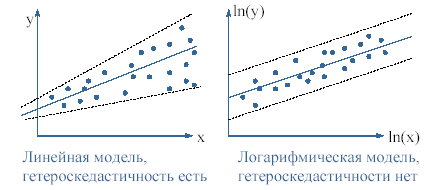 y
x
Линейная модель,
гетероскедастичность есть
ln(y)
ln(x)
Логарифмическая модель,
гетероскедастичности нет